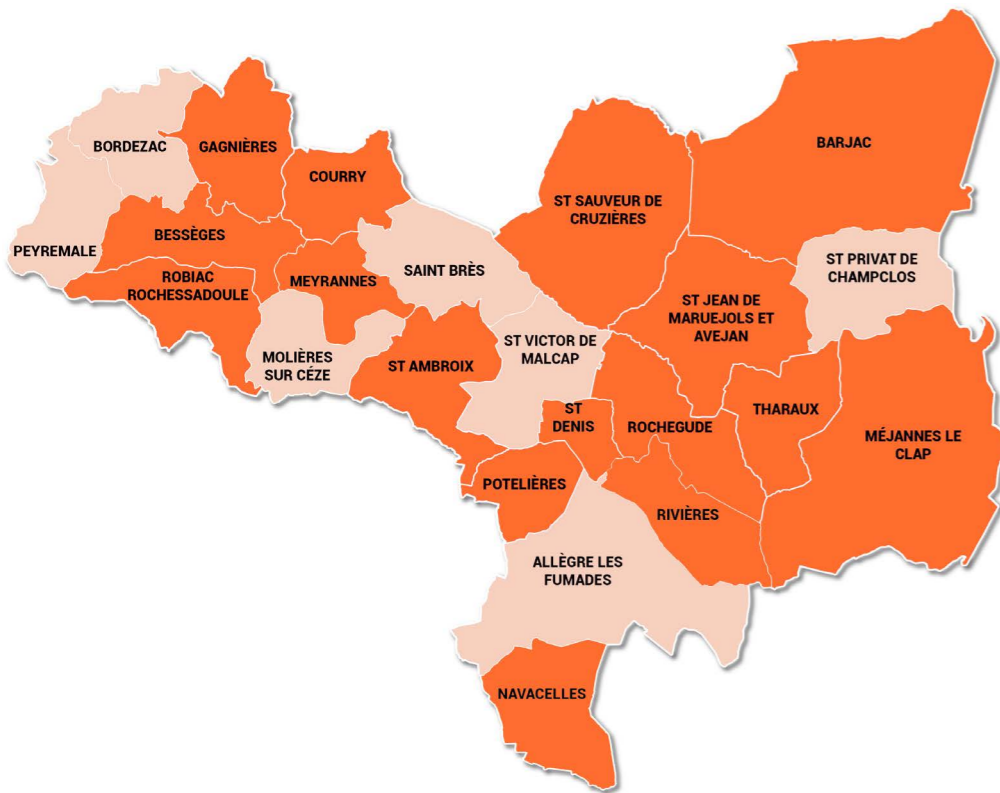 BORDEZAC
GAGNIÈRES
COURRY
BARJAC
ST SAUVEUR DE
CRUZIÈRES
PEYREMALE
BESSÈGES
ROBIAC
ROCHESSADOULE
MEYRANNES
SAINT BRÈS
ST PRIVAT DE
CHAMPCLOS
ST JEAN DE
MARUEJOLS ET
AVEJAN
MOLIÈRES
SUR CÉZE
ST AMBROIX
ST VICTOR DE
MALCAP
ST
DENIS
ROCHEGUDE
THARAUX
MÉJANNES LE
CLAP
POTELIÈRES
RIVIÈRES
ALLÈGRE LES
FUMADES
NAVACELLES